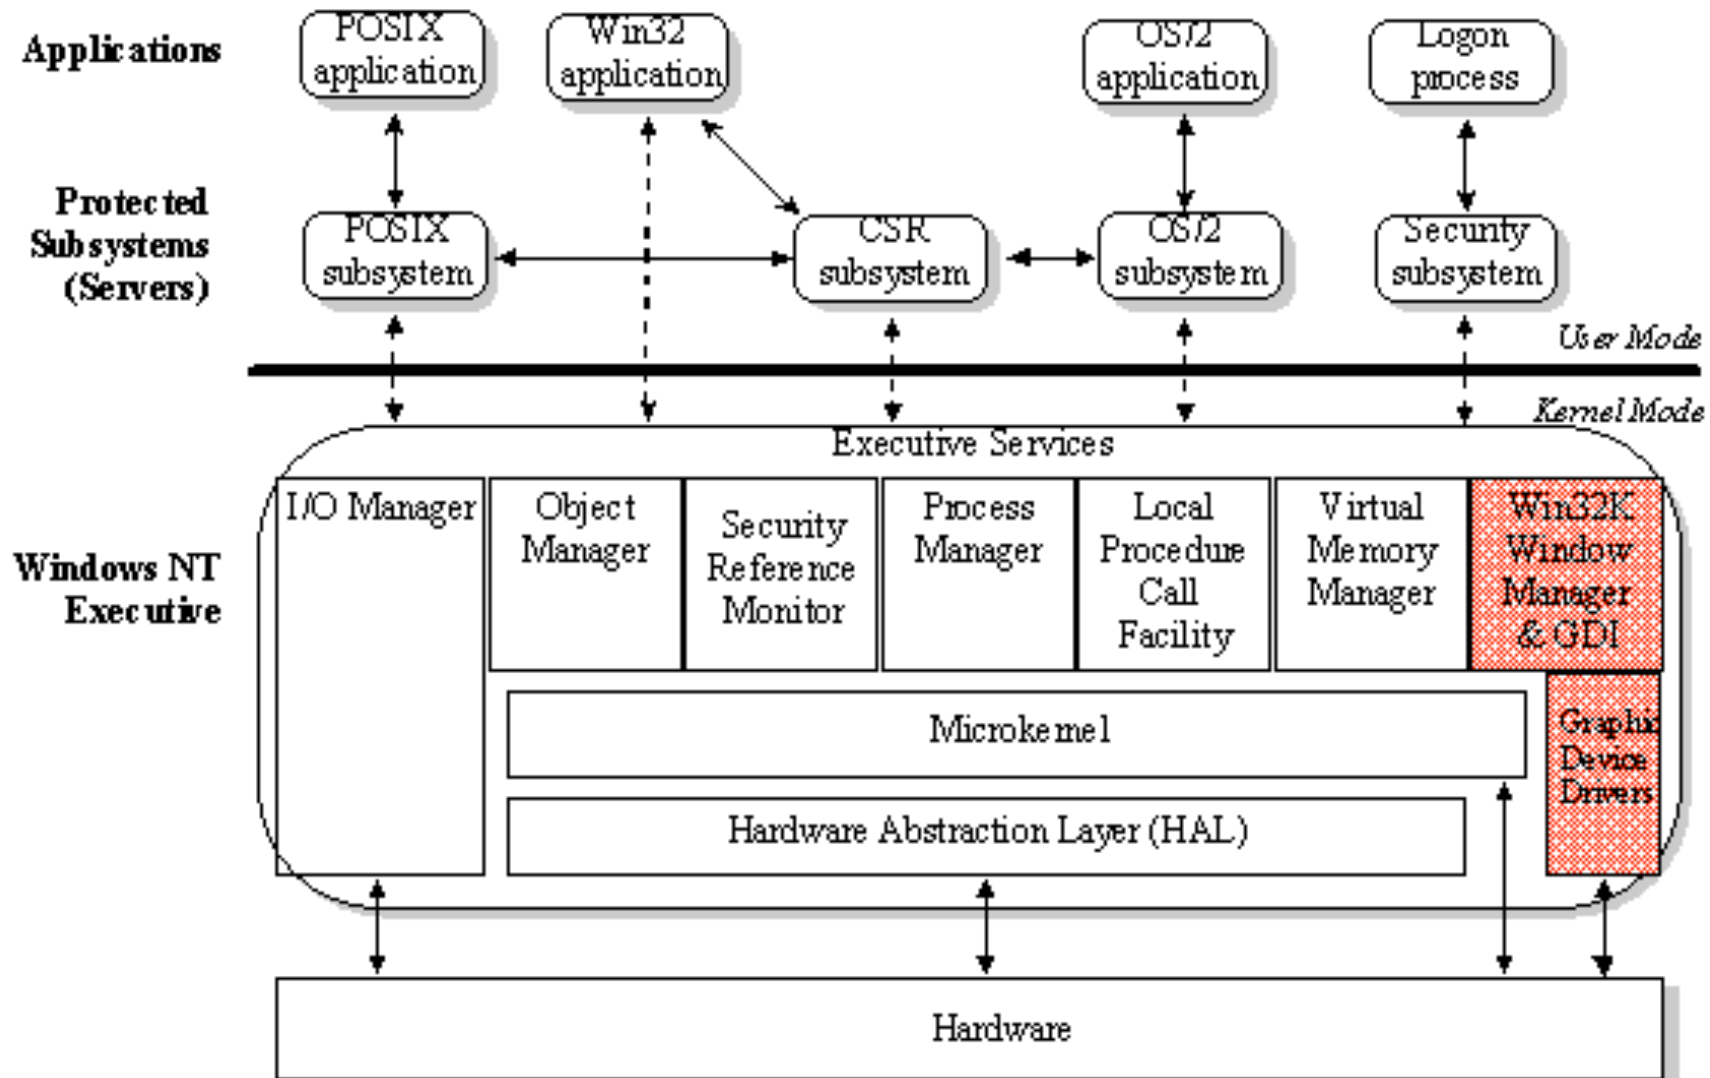 Applications
POSIX
application
Win32
application
OS/2
application
Logon
process
Protected
Subsystems
(Servers)
POSIX
subsystem
CSR
subsystem
OS/2
subsystem
Security
subsystem
User Mode
Kernel Mode
Executive Services
Windows NT
Executive
I/O Manager
Object
Manager
Security
Reference
Monitor
Process
Manager
Local
Procedure
Call
Facility
Virtual
Memory
Manager
Win32K
Window
Manager
& GDI
Microkernel
Graphic
Device
Drivers
Hardware Abstraction Layer (HAL)
Hardware